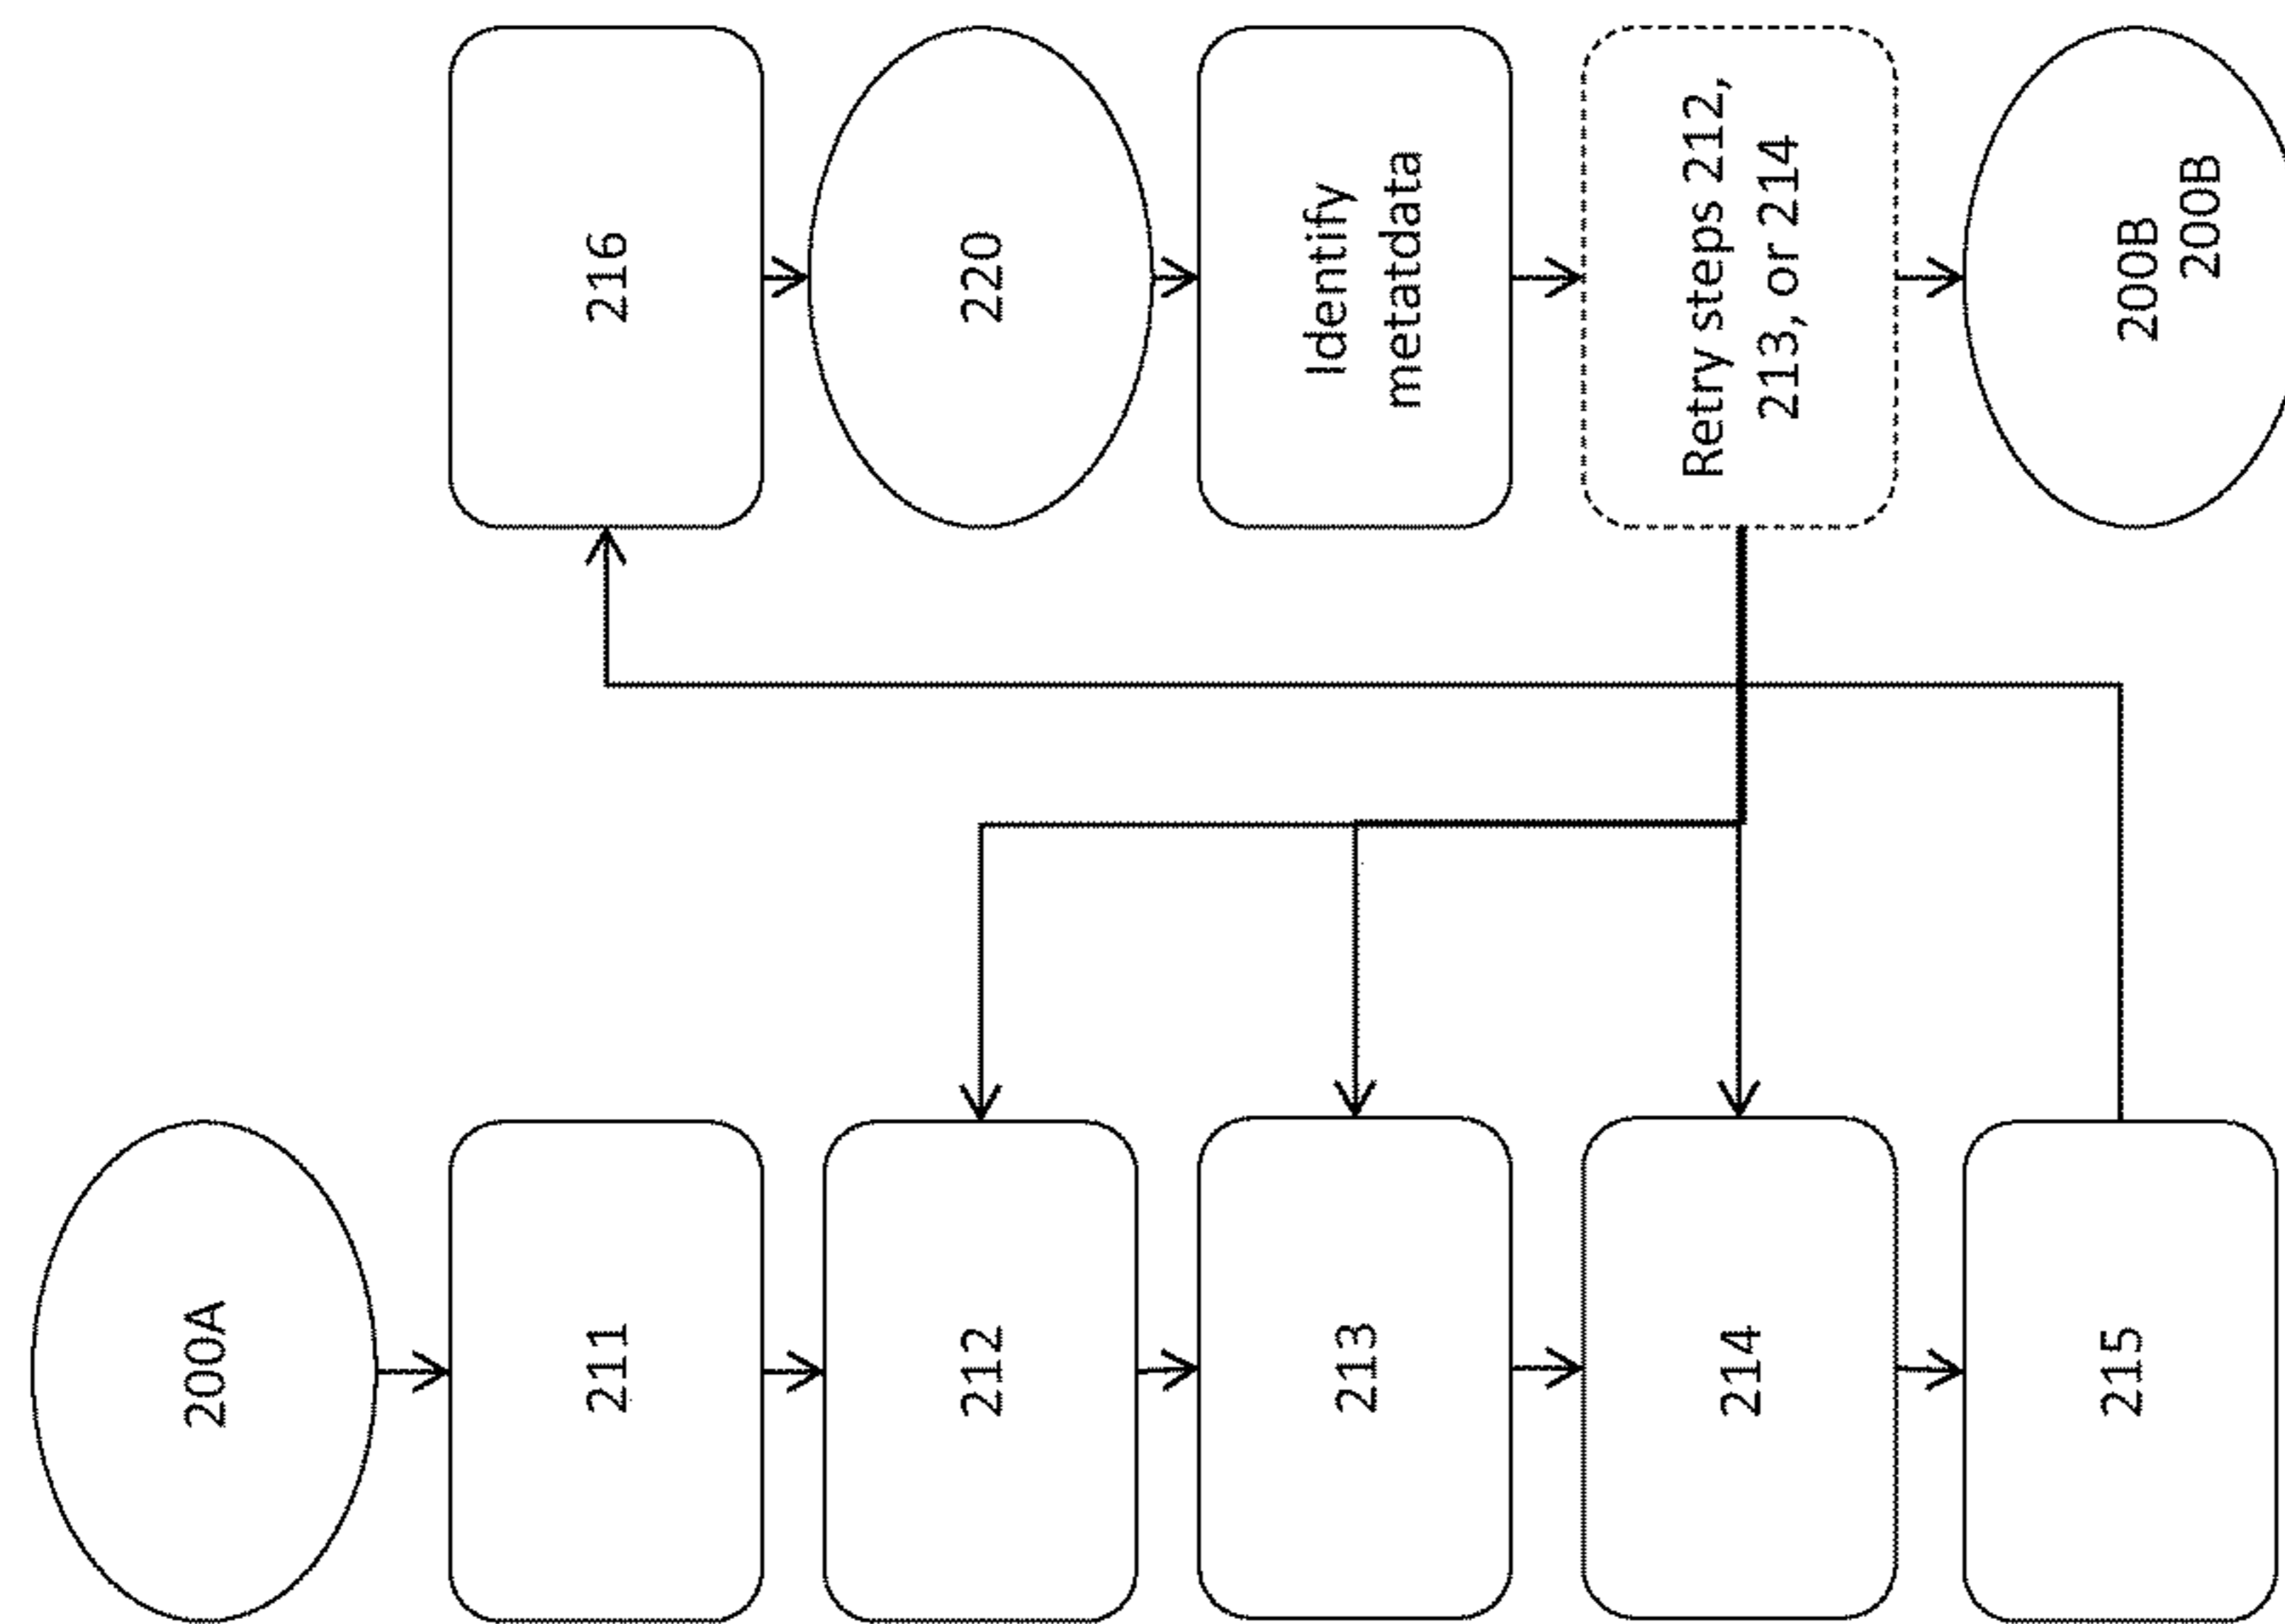 200A
211
212
213
214
215
216
220
Identify
metatdata
Retry steps 212,
213, or 214
200B
200B